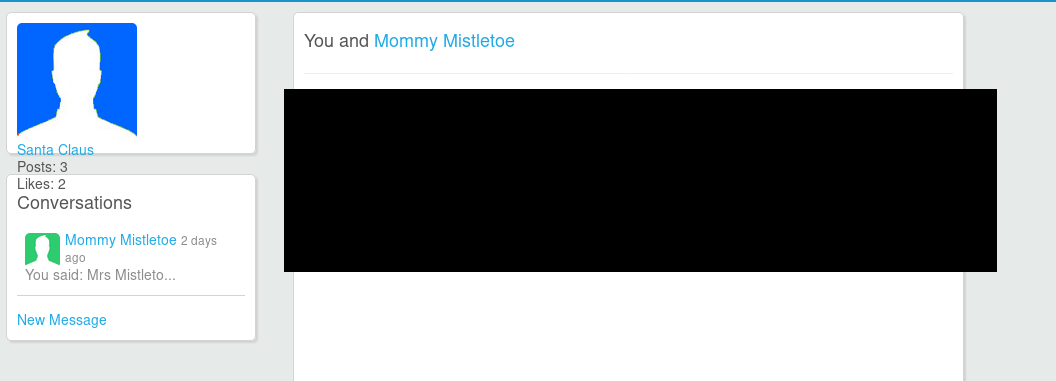 Santa Claus
Posts: 3
Likes: 2
Conversations
Mommy Mistletoe 2 days
ago
You said: Mrs Mistleto...
New Message
You and Mommy Mistletoe